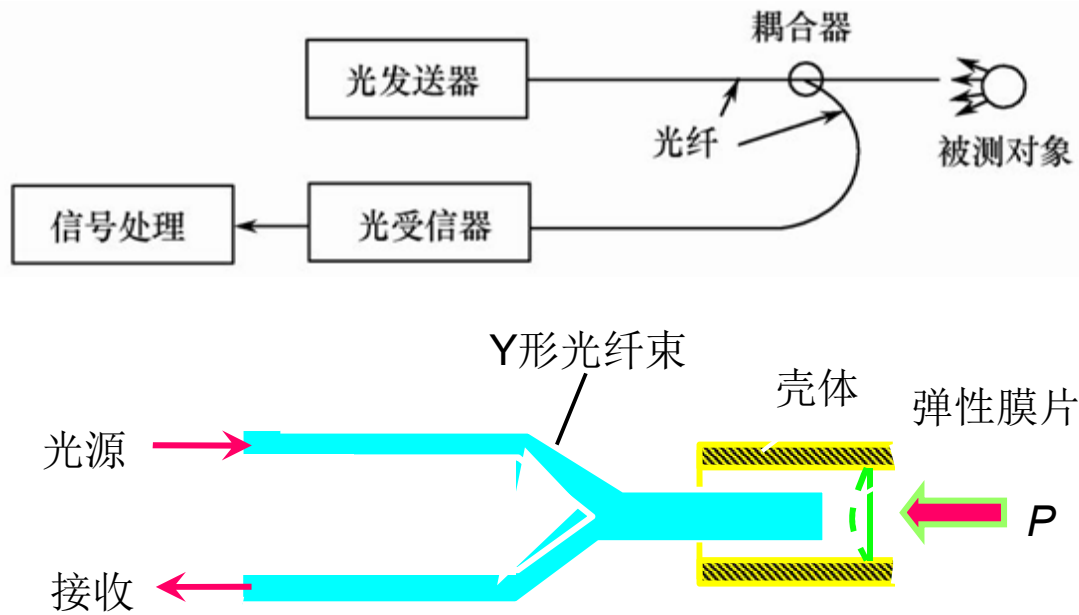 耦合器
光发送器
光纤
被测对象
信号处理
光受信器
Y形光纤束
壳体
弹性膜片
光源
P
接收